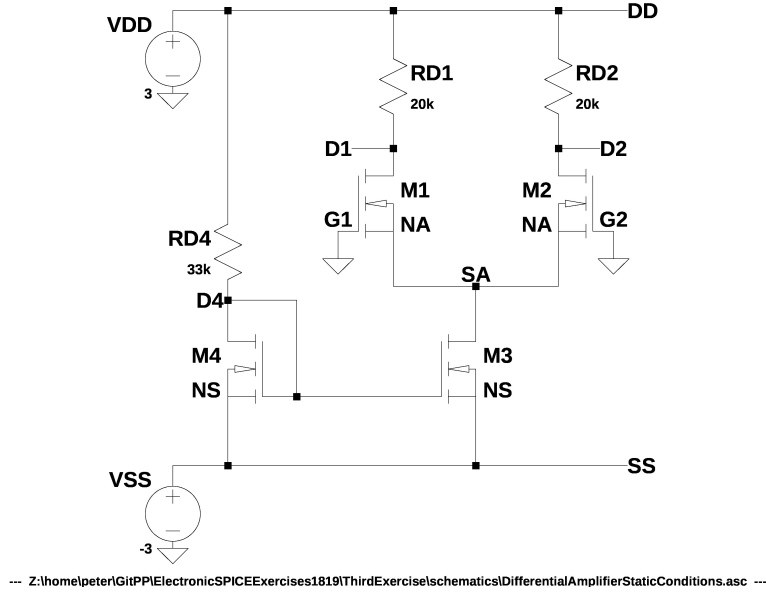 DD
VDD
+
RD1
RD2
3
20k
20k
D1
D2
M1
M2
G1
NA
NA
G2
RD4
33k
SA
D4
M4
M3
NS
NS
VSS
SS
+
-3
--- Z:\home\peter\GitPP\ElectronicSPICEExercises1819\ThirdExercise\schematics\DifferentialAmplifierStaticConditions.asc ---